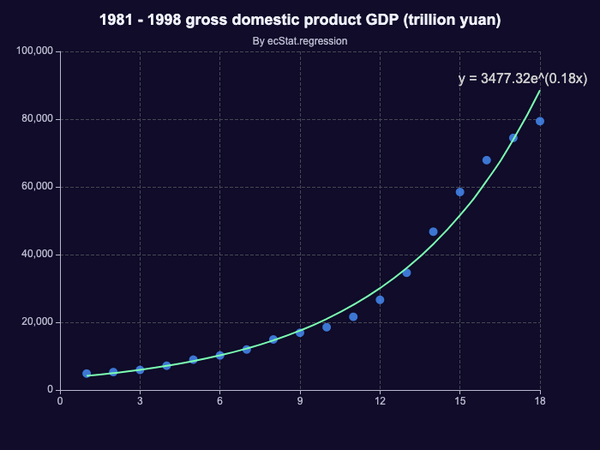 1981 - 1998 gross domestic product GDP (trillion yuan)
By ecStat.regression
100,000
y = 3477.32e^(0.18x)
80,000
60,000
40,000
20,000
0
0 3 6 9 12 15 18